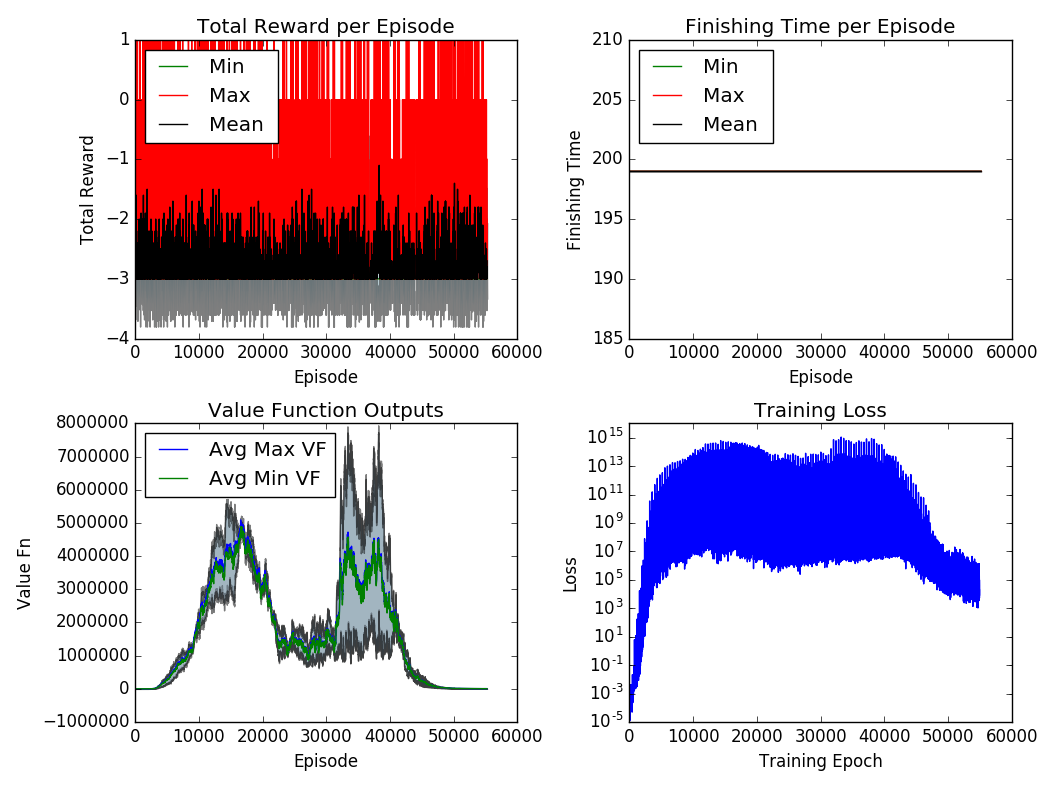 Total Reward per Episode
1
0
−1
−2
−3
−4
Total Reward
Min
Max
Mean
0 10000 20000 30000 40000 50000 60000
Episode
Finishing Time per Episode
210
205
200
195
190
185
Finishing Time
Min
Max
Mean
0 10000 20000 30000 40000 50000 60000
Episode
Value Function Outputs
8000000
7000000
6000000
5000000
4000000
3000000
2000000
1000000
0
−1000000
Value Fn
Avg Max VF
Avg Min VF
0 10000 20000 30000 40000 50000 60000
Episode
Training Loss
10^15
10^13
10^11
10^9
10^7
10^5
10^3
10^1
10^-1
10^-3
10^-5
Loss
0 10000 20000 30000 40000 50000 60000
Training Epoch